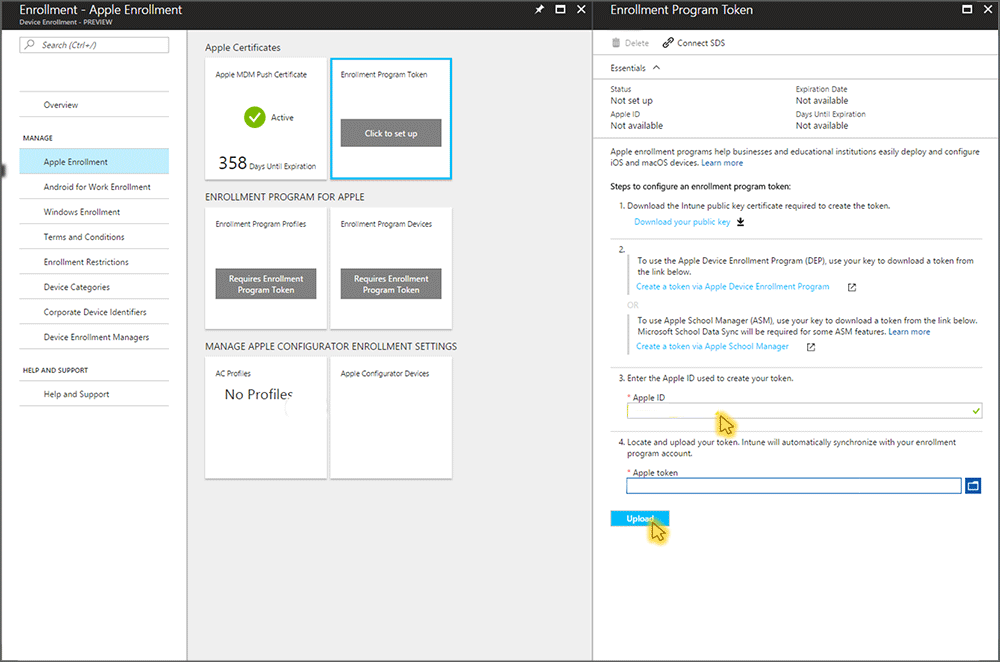 Enrollment - Apple Enrollment
Device Enrollment - PREVIEW
Search (Ctrl+/)
Overview
MANAGE
Apple Enrollment
Android for Work Enrollment
Windows Enrollment
Terms and Conditions
Enrollment Restrictions
Device Categories
Corporate Device Identifiers
Device Enrollment Managers
HELP AND SUPPORT
Help and Support
Apple Certificates
Apple MDM Push Certificate
Active
358 Days Until Expiration
Enrollment Program Token
Click to set up
ENROLLMENT PROGRAM FOR APPLE
Enrollment Program Profiles
Requires Enrollment
Program Token
Enrollment Program Devices
Requires Enrollment
Program Token
MANAGE APPLE CONFIGURATOR ENROLLMENT SETTINGS
AC Profiles
No Profiles
Apple Configurator Devices
Enrollment Program Token
Delete
Connect SDS
Essentials
Status
Not set up
Expiration Date
Not available
Apple ID
Not available
Days Until Expiration
Not available
Apple enrollment programs help businesses and educational institutions easily deploy and configure
iOS and macOS devices. Learn more
Steps to configure an enrollment program token:
1. Download the Intune public key certificate required to create the token.
Download your public key
2.
To use the Apple Device Enrollment Program (DEP), use your key to download a token from
the link below.
Create a token via Apple Device Enrollment Program
OR
To use Apple School Manager (ASM), use your key to download a token from the link below.
Microsoft School Data Sync will be required for some ASM features. Learn more
Create a token via Apple School Manager
3. Enter the Apple ID used to create your token.
* Apple ID
4. Locate and upload your token. Intune will automatically synchronize with your enrollment
program account.
* Apple token
Upload